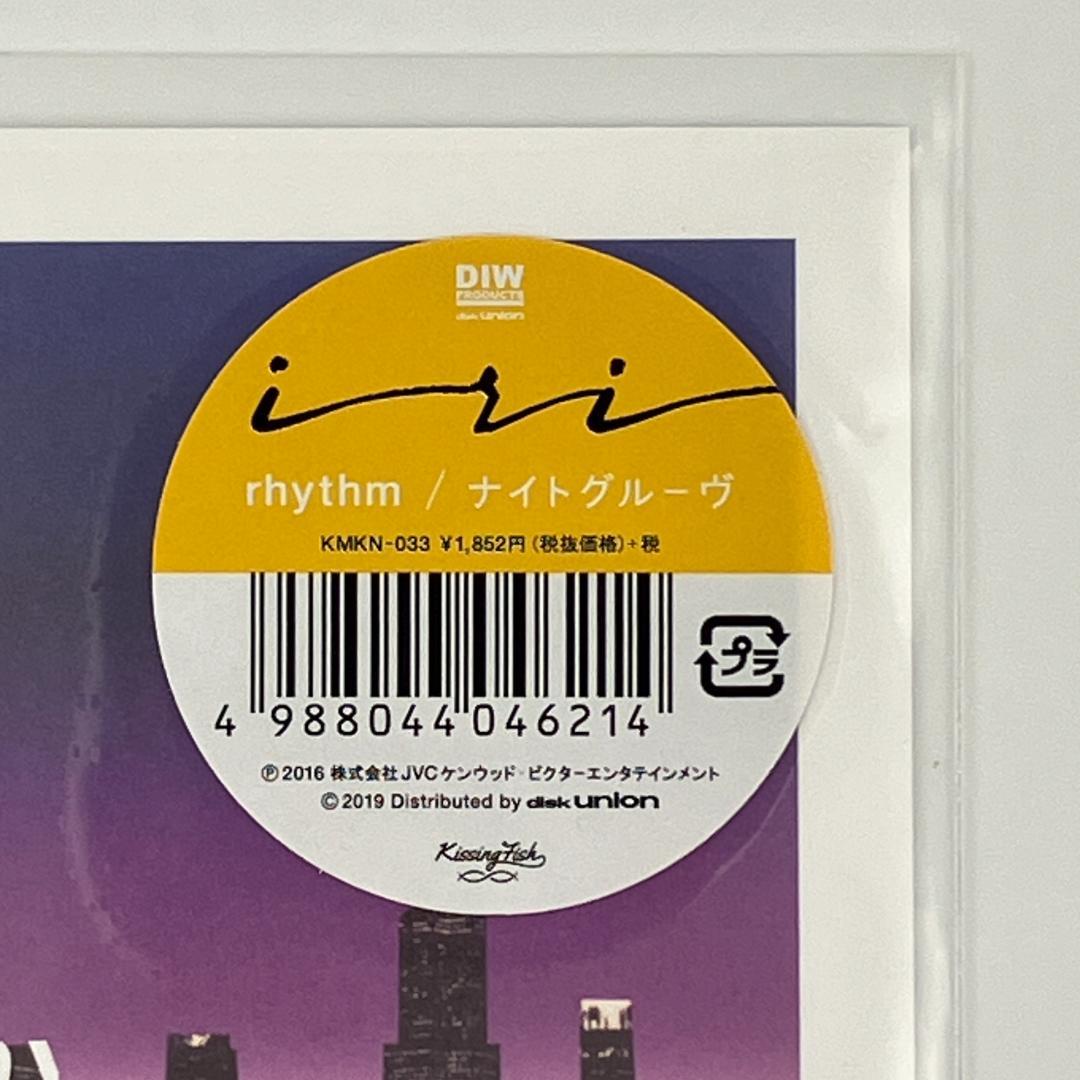 DIW
PRODUCTS
disk union
iri
rhythm / ナイトグルーヴ
KMKN-033 ¥1,852円(税抜価格)+税
プラ
4 988044 046214
Ⓟ2016 株式会社JVCケンウッド・ビクターエンタテインメント
©2019 Distributed by disk union
KissingFish